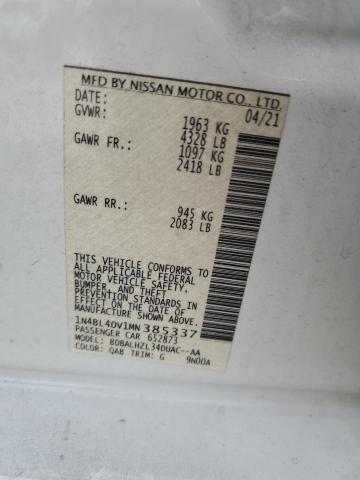 MFD BY NISSAN MOTOR CO., LTD.
DATE: 04/21
GVWR: 1963 KG
4328 LB
GAWR FR.: 1097 KG
2418 LB
GAWR RR.: 945 KG
2083 LB
THIS VEHICLE CONFORMS TO
ALL APPLICABLE FEDERAL
MOTOR VEHICLE SAFETY,
BUMPER, AND THEFT
PREVENTION STANDARDS IN
EFFECT ON THE DATE OF
MANUFACTURE SHOWN ABOVE.
1N4BL4DV1MN385337
PASSENGER CAR 652873
MODEL: BDBALHZL34DUAC--AA
COLOR: QAB TRIM: G 9N00A